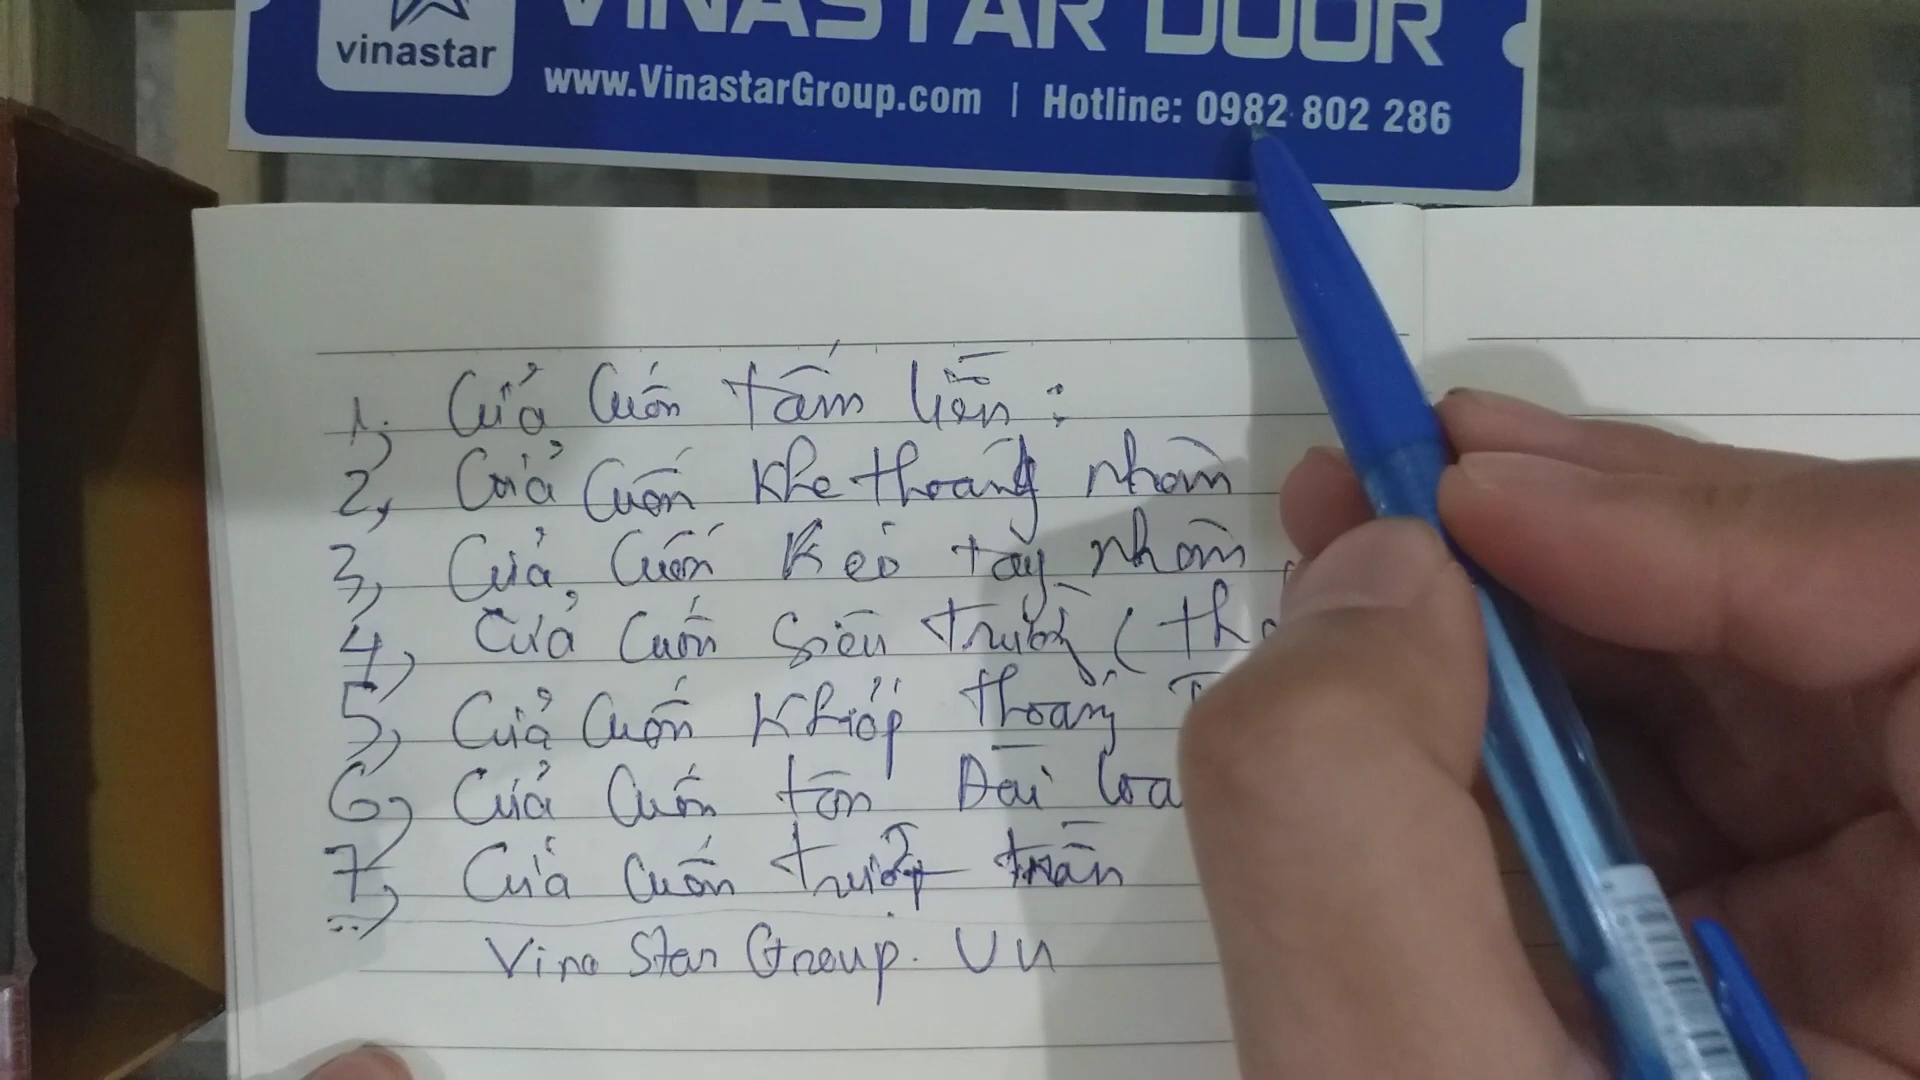 vinastar
VINASTAR DOOR
www.VinastarGroup.com | Hotline: 0982 802 286
1, Cửa Cuốn tấm liền :
2, Cửa Cuốn Khe thoáng nhôm
3, Cửa Cuốn Kéo tay nhôm
4, Cửa Cuốn Siêu trường (
5, Cửa Cuốn Khớp thoáng
6, Cửa Cuốn tôn Đài
7, Cửa Cuốn trượt trần
Vina Star Group. Vn